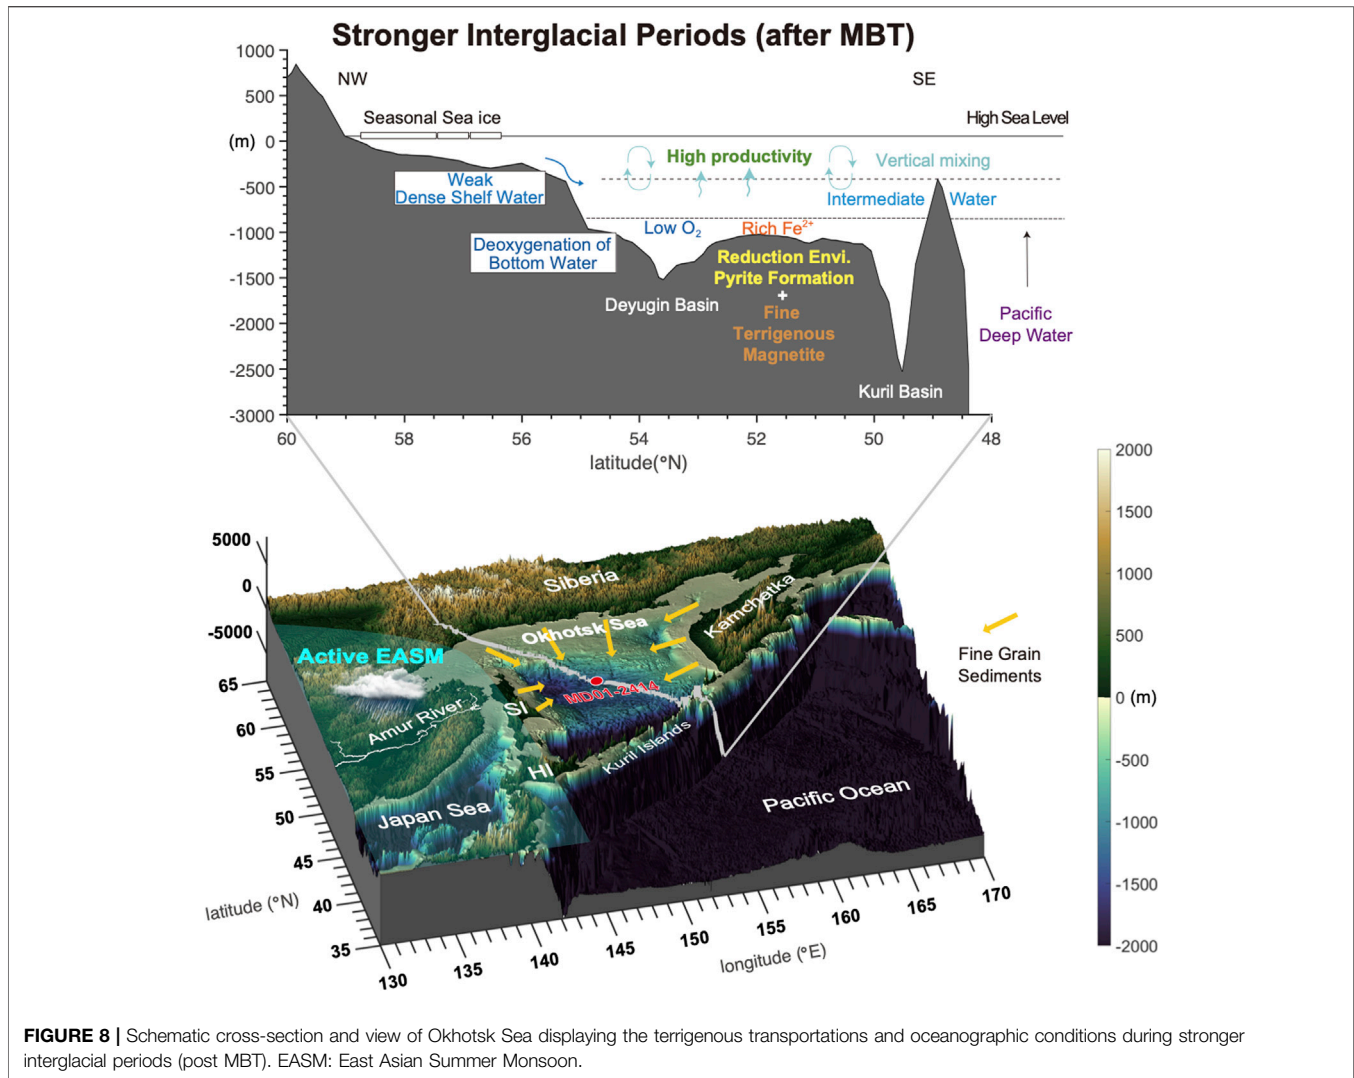 Stronger Interglacial Periods (after MBT)
1000
500
(m) 0
-500
-1000
-1500
-2000
-2500
-3000
NW
SE
Seasonal Sea ice
High Sea Level
High productivity
Vertical mixing
Weak
Dense Shelf Water
Intermediate Water
Low O₂
Rich Fe²⁺
Deoxygenation of
Bottom Water
Reduction Envi.
Pyrite Formation
+
Fine
Terrigenous
Magnetite
Deyugin Basin
Pacific
Deep Water
Kuril Basin
60 58 56 54 52 50 48
latitude(°N)
5000
0
-5000
65
60
55
50
45
40
35
latitude (°N)
130 135 140 145 150 155 160 165 170
longitude (°E)
Siberia
Kamchatka
Okhotsk Sea
Active EASM
MD01-2414
SI
Amur River
HI
Kuril Islands
Japan Sea
Pacific Ocean
Fine Grain
Sediments
2000
1500
1000
500
0 (m)
-500
-1000
-1500
-2000
FIGURE 8 | Schematic cross-section and view of Okhotsk Sea displaying the terrigenous transportations and oceanographic conditions during stronger
interglacial periods (post MBT). EASM: East Asian Summer Monsoon.